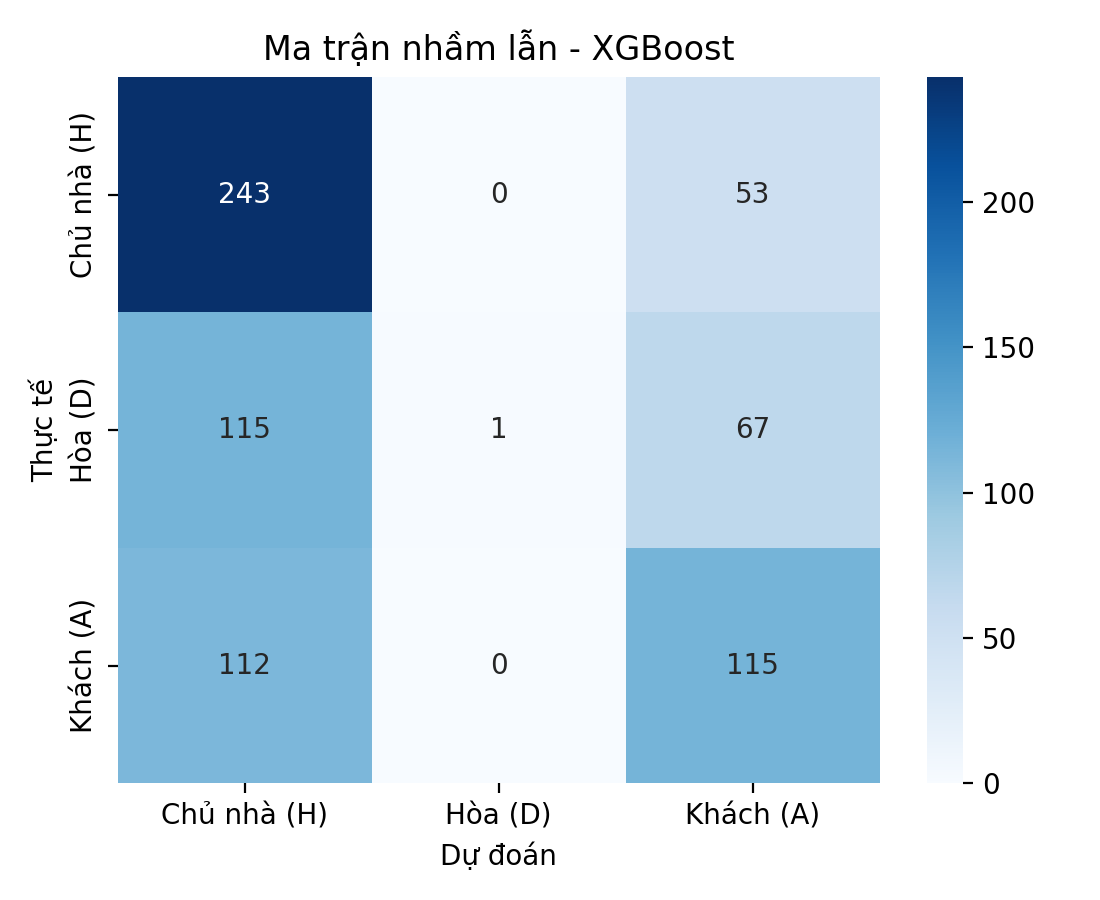 Ma trận nhầm lẫn - XGBoost
Thực tế
Chủ nhà (H)
243 0 53
Hòa (D)
115 1 67
Khách (A)
112 0 115
Chủ nhà (H) Hòa (D) Khách (A)
Dự đoán
200
150
100
50
0